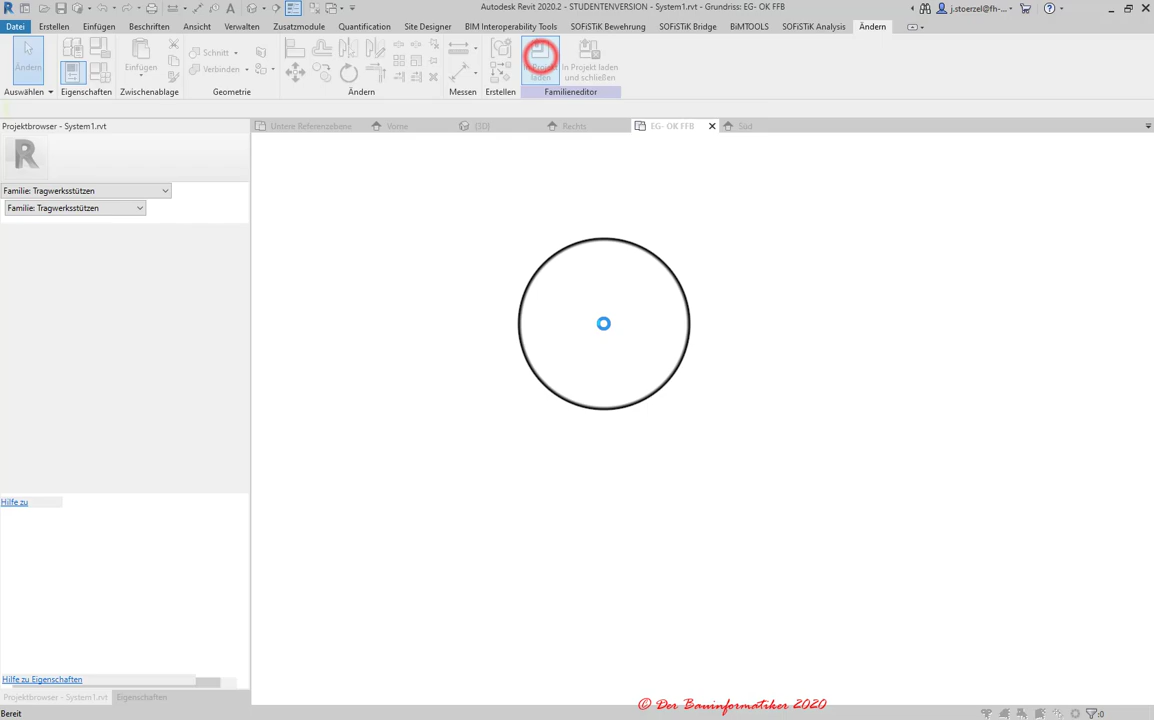 Autodesk Revit 2020.2 - STUDENTENVERSION - System1.rvt - Grundriss: EG- OK FFB
j.stoerzel@fh-...
Datei Erstellen Einfügen Beschriften Ansicht Verwalten Zusatzmodule Quantification Site Designer BIM Interoperability Tools SOFiSTiK Bewehrung SOFiSTiK Bridge BiMTOOLS SOFiSTiK Analysis Ändern
Schnitt
Ändern Einfügen Verbinden In Projekt laden
laden und schließen
Auswählen Eigenschaften Zwischenablage Geometrie Ändern Messen Erstellen Familieneditor
Projektbrowser - System1.rvt Untere Referenzebene Vorne {3D} Rechts EG- OK FFB Süd
Familie: Tragwerksstützen
Familie: Tragwerksstützen
Hilfe zu
Hilfe zu Eigenschaften
Projektbrowser - System1.rvt Eigenschaften
© Der Bauinformatiker 2020
Bereit :0